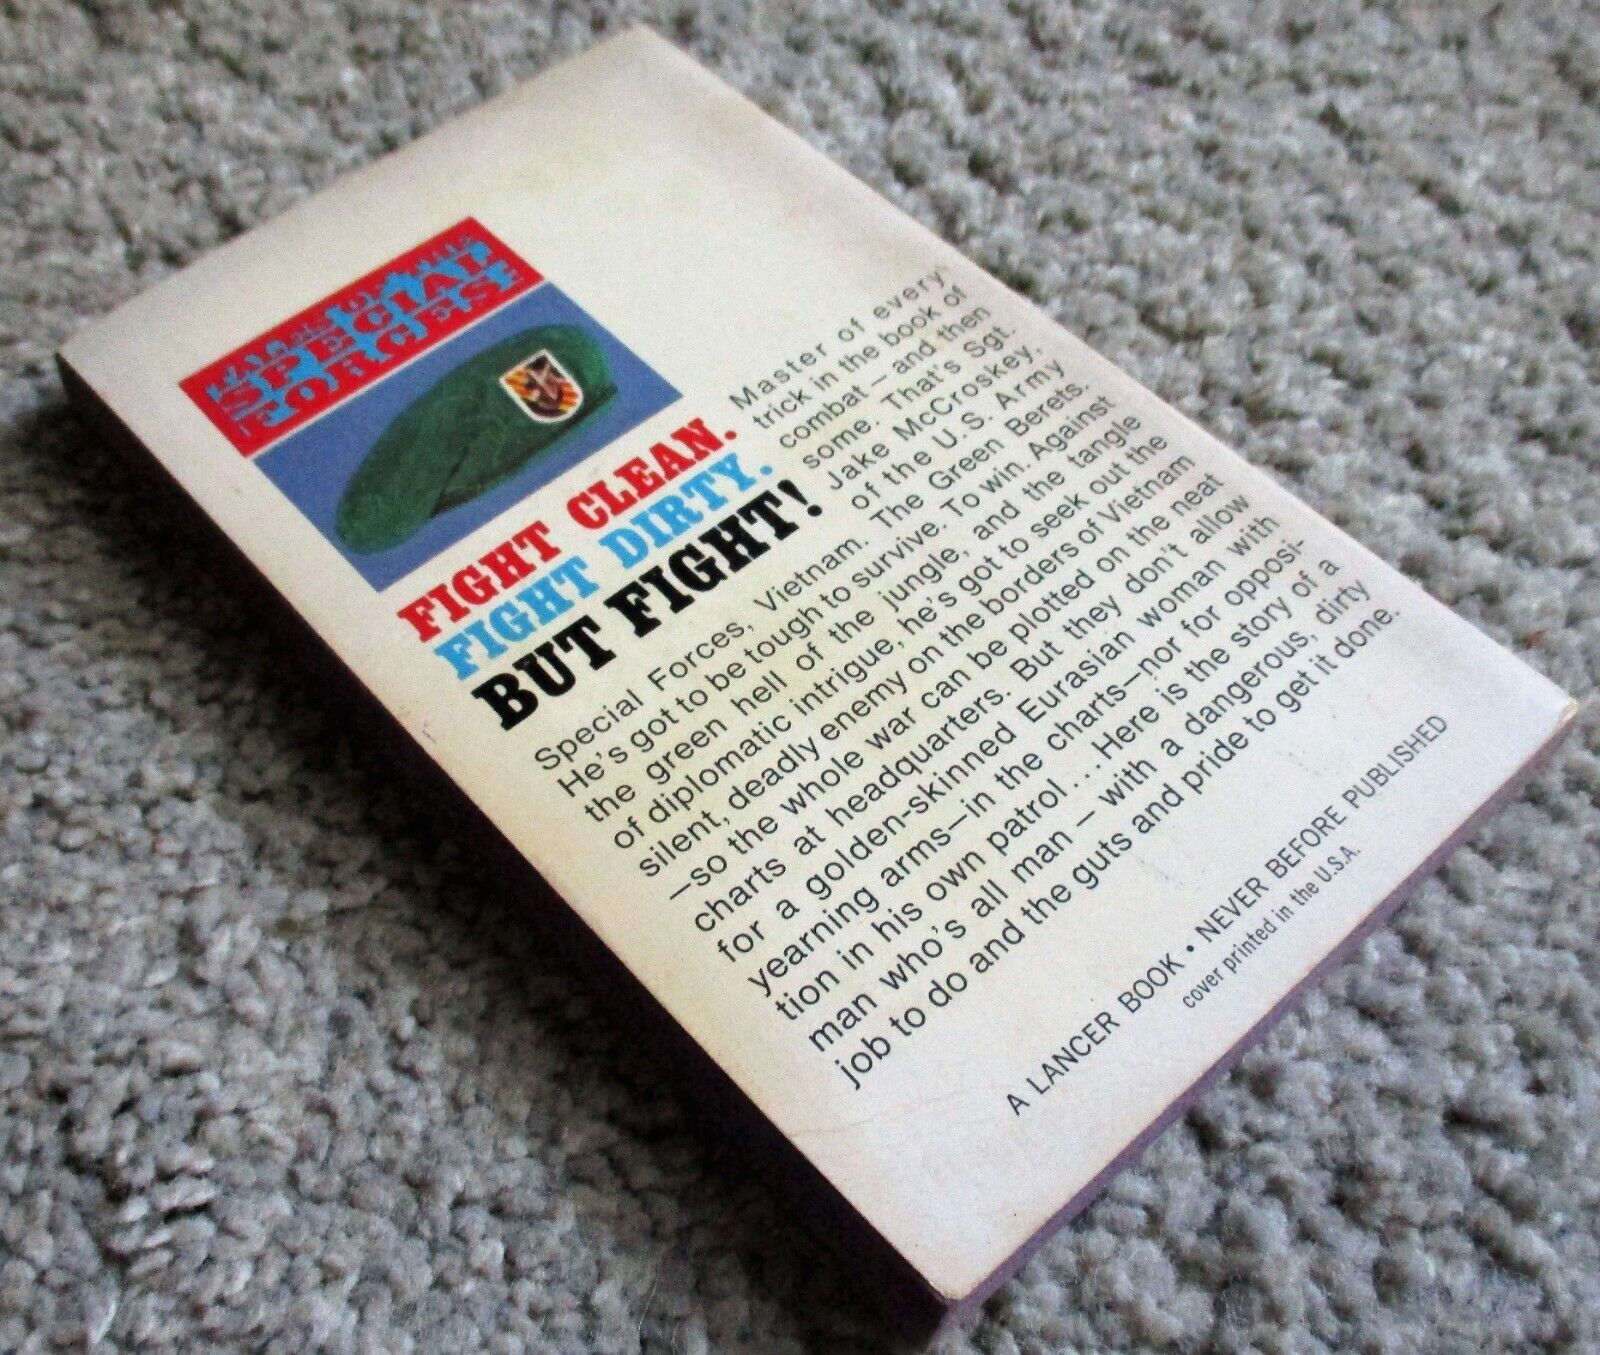 TALES OF THE
SPECIAL
FORCES
FIGHT CLEAN.
FIGHT DIRTY.
BUT FIGHT!
Master of every
trick in the book of
combat – and then
some. That's Sgt.
Jake McCroskey,
of the U.S. Army
Special Forces, Vietnam. The Green Berets.
He's got to be tough to survive. To win. Against
the green hell of the jungle, and the tangle
of diplomatic intrigue, he's got to seek out the
silent, deadly enemy on the borders of Vietnam
–so the whole war can be plotted on the neat
charts at headquarters. But they don't allow
for a golden-skinned Eurasian woman with
yearning arms–in the charts–nor for opposi-
tion in his own patrol . . . Here is the story of a
man who's all man – with a dangerous, dirty
job to do and the guts and pride to get it done.
A LANCER BOOK • NEVER BEFORE PUBLISHED
cover printed in the U.S.A.